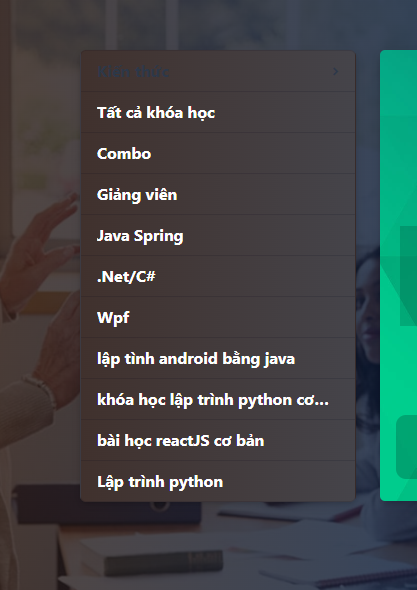 Tất cả khóa học
Combo
Giảng viên
Java Spring
.Net/C#
Wpf
lập tình android bằng java
khóa học lập trình python cơ...
bài học reactJS cơ bản
Lập trình python